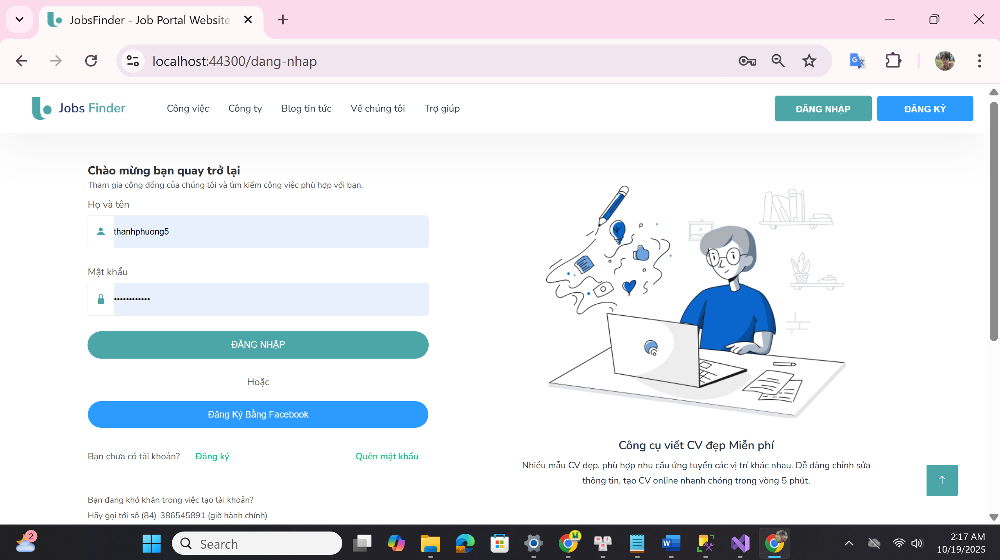 JobsFinder - Job Portal Website
localhost:44300/dang-nhap
Jobs Finder
Công việc
Công ty
Blog tin tức
Về chúng tôi
Trợ giúp
ĐĂNG NHẬP
ĐĂNG KÝ
Chào mừng bạn quay trở lại
Tham gia cộng đồng của chúng tôi và tìm kiếm công việc phù hợp với bạn.
Họ và tên
thanhphuong5
Mật khẩu
••••••••••••
ĐĂNG NHẬP
Hoặc
Đăng Ký Bằng Facebook
Bạn chưa có tài khoản? Đăng ký
Quên mật khẩu
Bạn đang khó khăn trong việc tạo tài khoản?
Hãy gọi tới số (84)-386545891 (giờ hành chính)
Công cụ viết CV đẹp Miễn phí
Nhiều mẫu CV đẹp, phù hợp nhu cầu ứng tuyển các vị trí khác nhau. Dễ dàng chỉnh sửa
thông tin, tạo CV online nhanh chóng trong vòng 5 phút.
2
Search
2:17 AM
10/19/2025